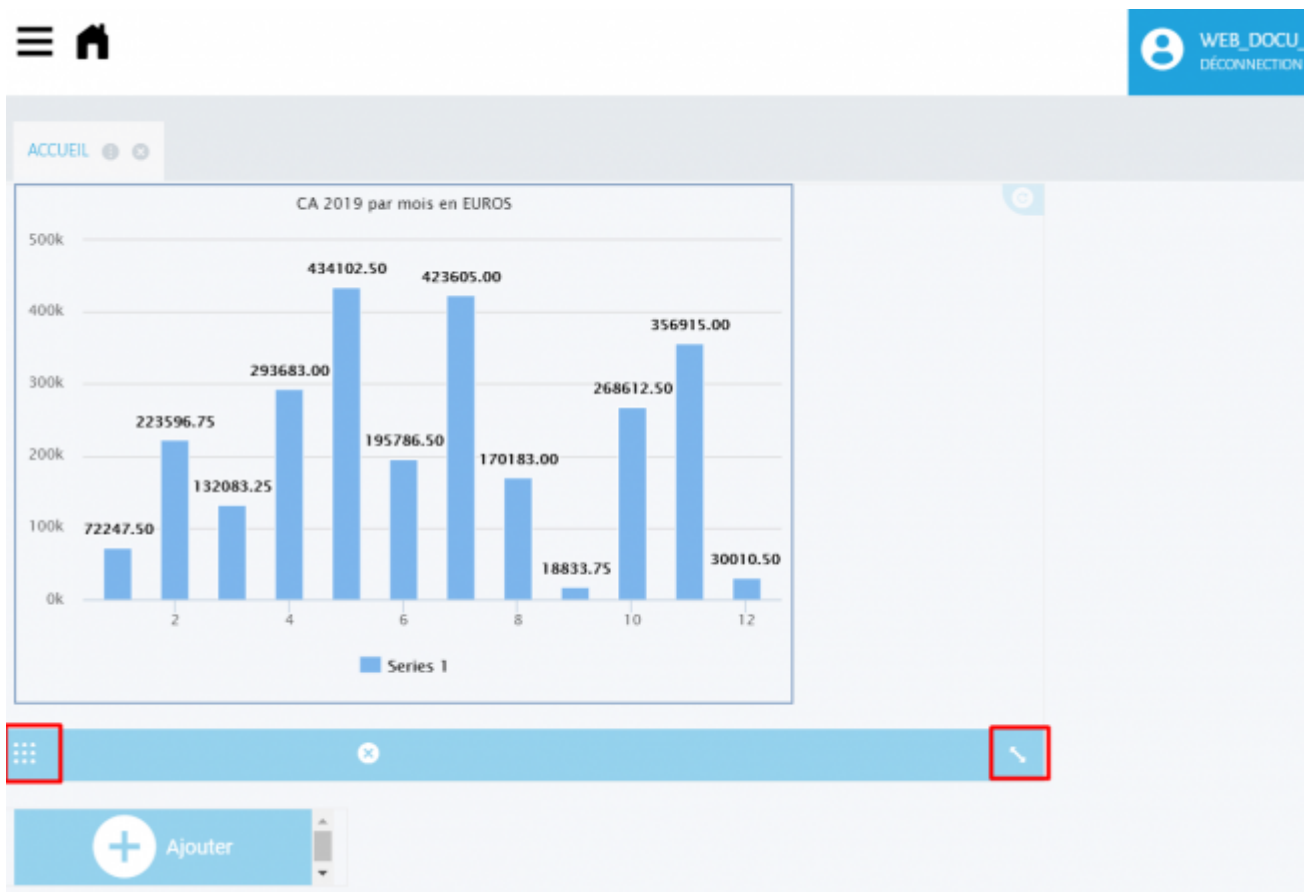 WEB_DOCU_
DÉCONNECTION
ACCUEIL
CA 2019 par mois en EUROS
500k
434102.50
423605.00
400k
356915.00
293683.00
300k
268612.50
223596.75
195786.50
200k
170183.00
132083.25
100k
72247.50
30010.50
18833.75
0k
2 4 6 8 10 12
Series 1
Ajouter